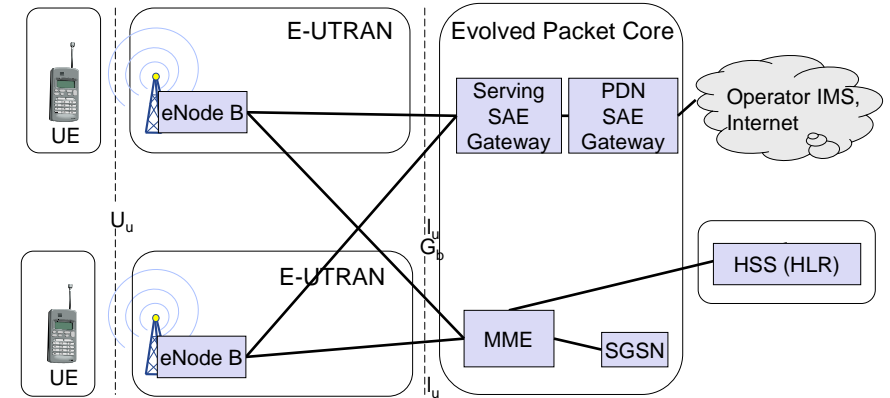 E-UTRAN
Evolved Packet Core
UE
eNode B
Serving
SAE
Gateway
PDN
SAE
Gateway
Operator IMS,
Internet
Uu
Iu
Gb
E-UTRAN
HSS (HLR)
UE
eNode B
MME
SGSN
Iu